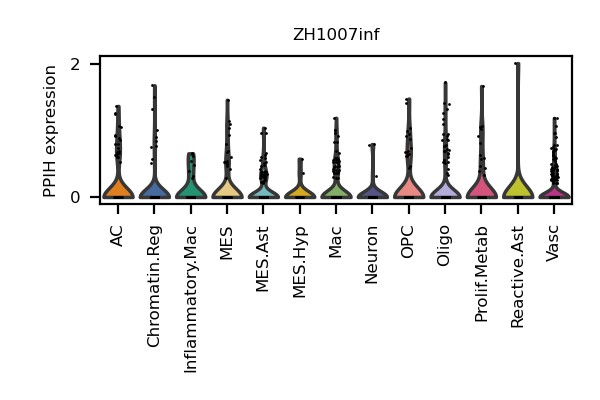 ZH1007inf
PPIH expression
2
0
AC
Chromatin.Reg
Inflammatory.Mac
MES
MES.Ast
MES.Hyp
Mac
Neuron
OPC
Oligo
Prolif.Metab
Reactive.Ast
Vasc